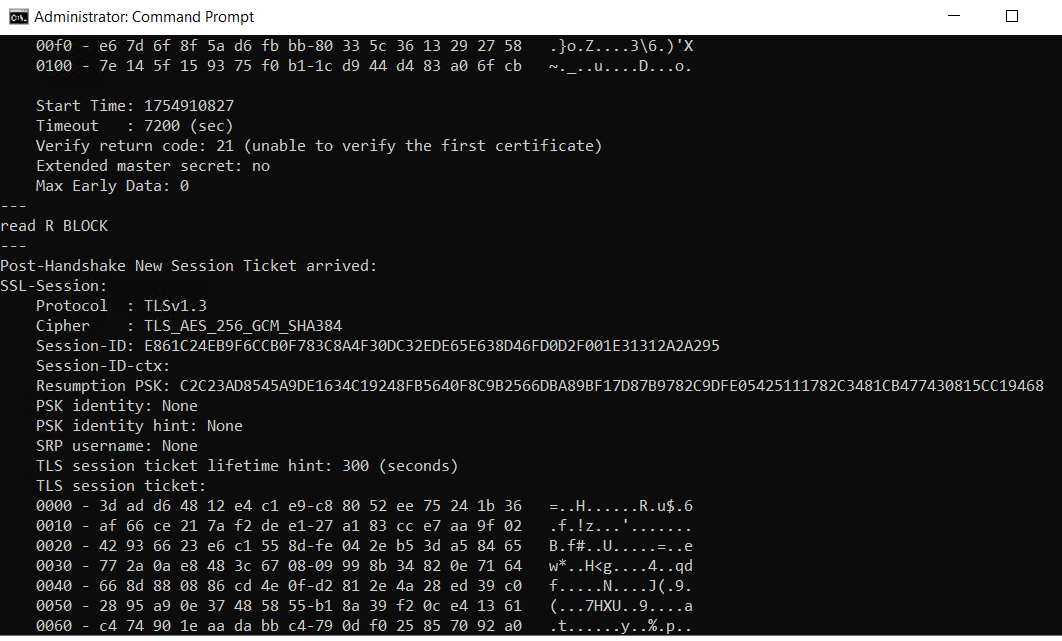 Administrator: Command Prompt
00f0 - e6 7d 6f 8f 5a d6 fb bb-80 33 5c 36 13 29 27 58   .}o.Z....3\6.)'X
0100 - 7e 14 5f 15 93 75 f0 b1-1c d9 44 d4 83 a0 6f cb   ~._..u....D...o.
Start Time: 1754910827
Timeout   : 7200 (sec)
Verify return code: 21 (unable to verify the first certificate)
Extended master secret: no
Max Early Data: 0
---
read R BLOCK
---
Post-Handshake New Session Ticket arrived:
SSL-Session:
Protocol  : TLSv1.3
Cipher    : TLS_AES_256_GCM_SHA384
Session-ID: E861C24EB9F6CCB0F783C8A4F30DC32EDE65E638D46FD0D2F001E31312A2A295
Session-ID-ctx:
Resumption PSK: C2C23AD8545A9DE1634C19248FB5640F8C9B2566DBA89BF17D87B9782C9DFE05425111782C3481CB477430815CC19468
PSK identity: None
PSK identity hint: None
SRP username: None
TLS session ticket lifetime hint: 300 (seconds)
TLS session ticket:
0000 - 3d ad d6 48 12 e4 c1 e9-c8 80 52 ee 75 24 1b 36   =..H......R.u$.6
0010 - af 66 ce 21 7a f2 de e1-27 a1 83 cc e7 aa 9f 02   .f.!z...'.......
0020 - 42 93 66 23 e6 c1 55 8d-fe 04 2e b5 3d a5 84 65   B.f#..U.....=..e
0030 - 77 2a 0a e8 48 3c 67 08-09 99 8b 34 82 0e 71 64   w*..H<g....4..qd
0040 - 66 8d 88 08 86 cd 4e 0f-d2 81 2e 4a 28 ed 39 c0   f.....N....J(.9.
0050 - 28 95 a9 0e 37 48 58 55-b1 8a 39 f2 0c e4 13 61   (...7HXU..9....a
0060 - c4 74 90 1e aa da bb c4-79 0d f0 25 85 70 92 a0   .t......y..%.p..